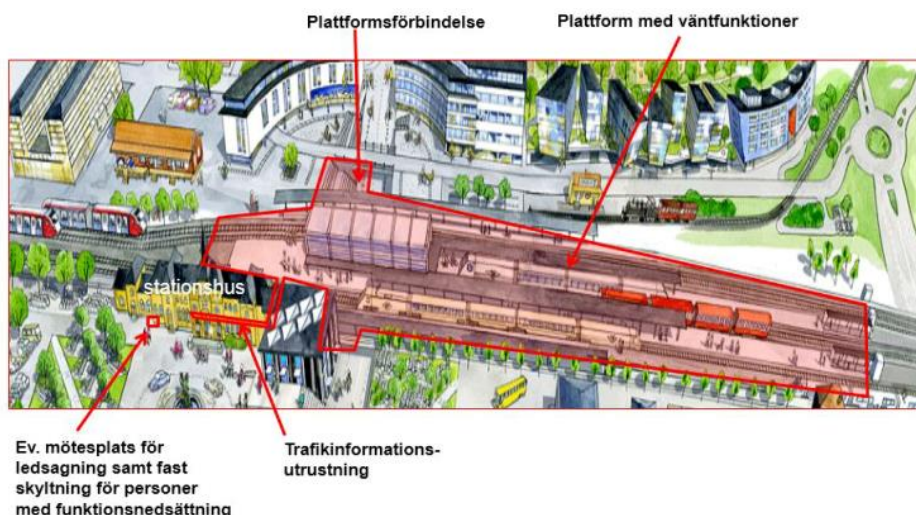 Plattformsförbindelse
Plattform med väntfunktioner
stationshus
Ev. mötesplats för
ledsagning samt fast
skyltning för personer
med funktionsnedsättning
Trafikinformations-
utrustning